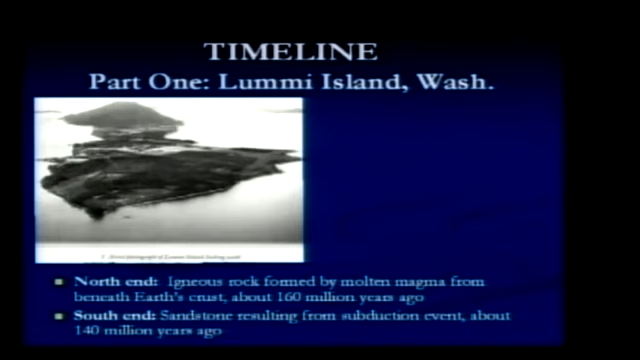 TIMELINE
Part One: Lummi Island, Wash.
North end: Igneous rock formed by molten magma from
beneath Earth's crust, about 160 million years ago
South end: Sandstone resulting from subduction event, about
140 million years ago